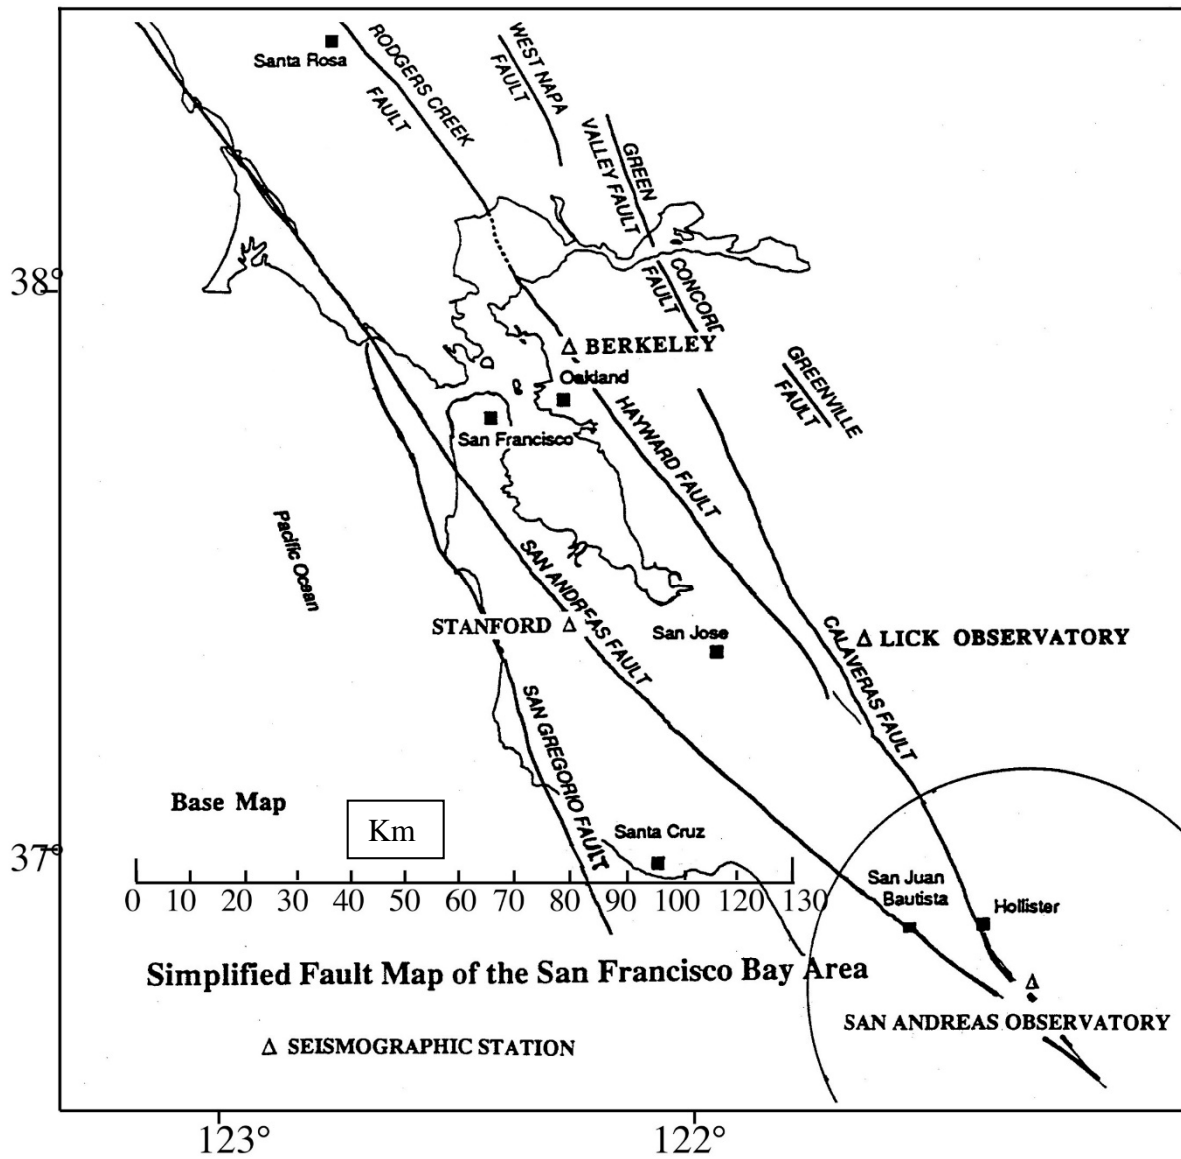 Santa Rosa
RODGERS CREEK
FAULT
WEST NAPA
FAULT
GREEN
VALLEY FAULT
CONCORD
FAULT
38°
Δ BERKELEY
Oakland
GREENVILLE
FAULT
HAYWARD FAULT
San Francisco
Pacific Ocean
SAN ANDREAS FAULT
STANFORD Δ
San Jose
CALAVERAS FAULT
Δ LICK OBSERVATORY
SAN GREGORIO FAULT
Base Map
Km
Santa Cruz
37°
0 10 20 30 40 50 60 70 80 90 100 110 120 130
San Juan
Bautista
Hollister
Simplified Fault Map of the San Francisco Bay Area
Δ
SAN ANDREAS OBSERVATORY
Δ SEISMOGRAPHIC STATION
123°
122°